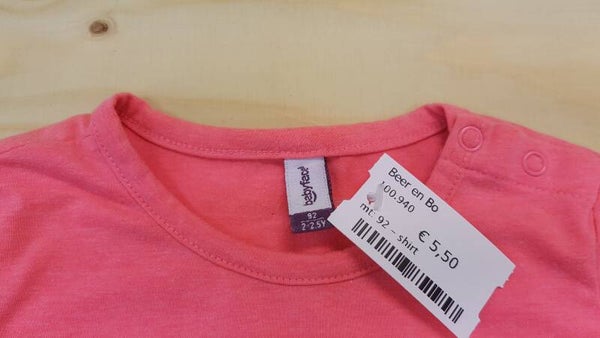 babyface
92
2-2,5Y
Beer en Bo
100.940
mt: 92 - shirt
€ 5,50